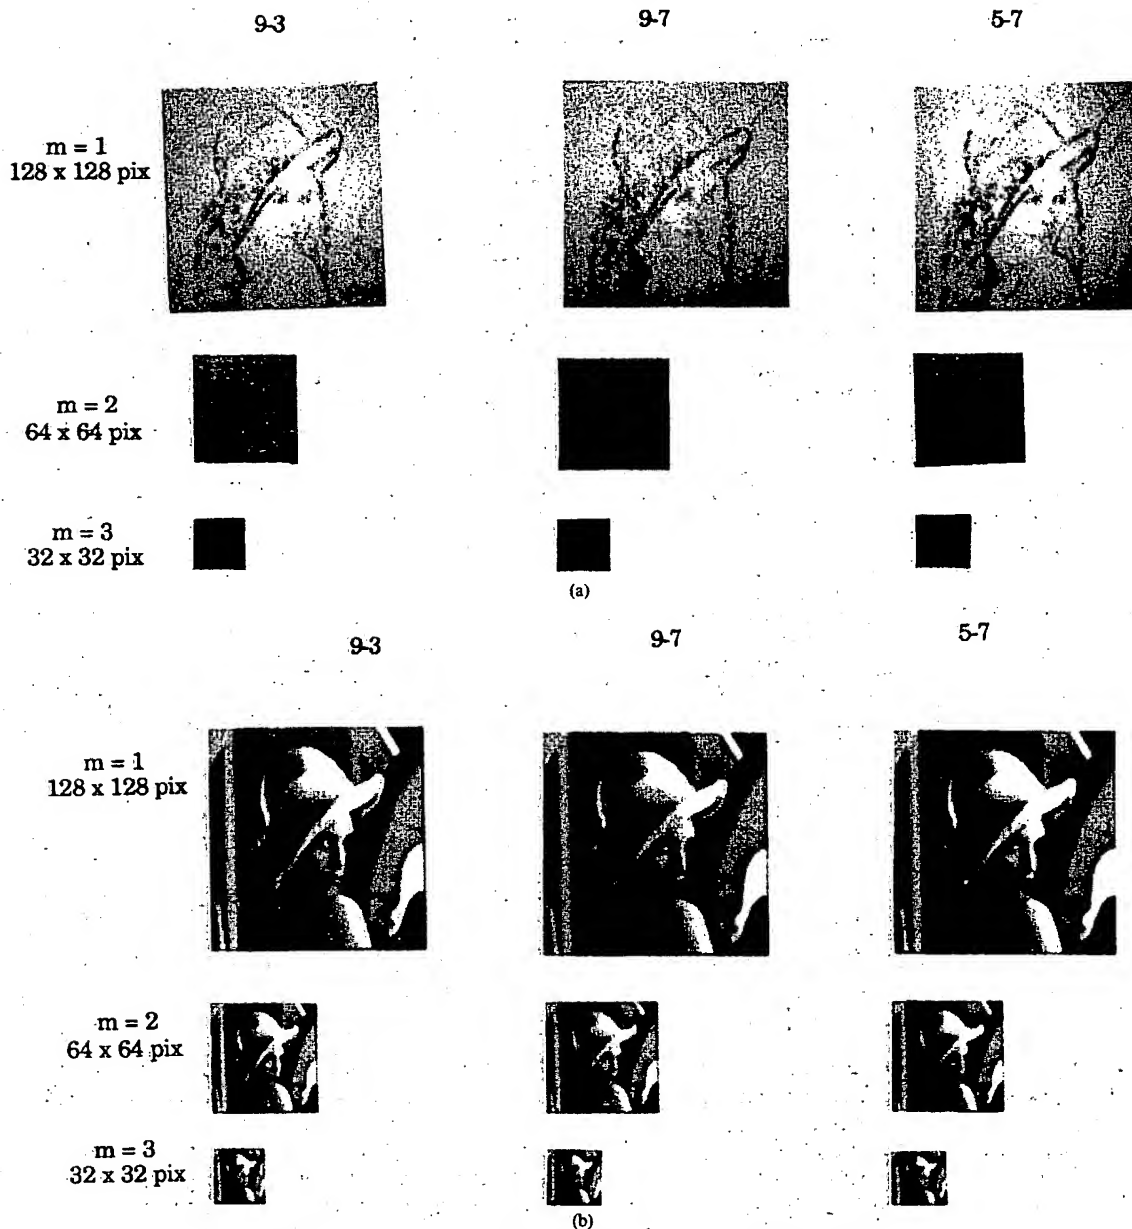 9-3 9-7 5-7
m = 1
128 x 128 pix
m = 2
64 x 64 pix
m = 3
32 x 32 pix
(a)
9-3 9-7 5-7
m = 1
128 x 128 pix
m = 2
64 x 64 pix
m = 3
32 x 32 pix
(b)